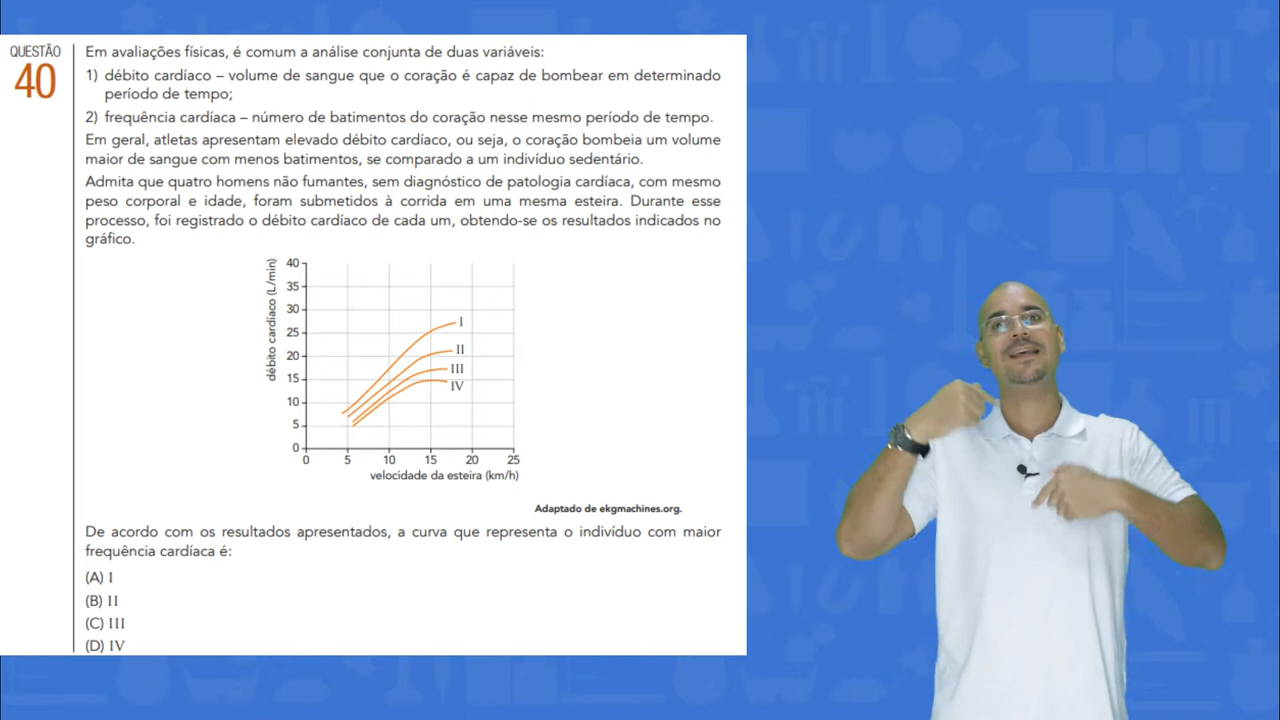 QUESTÃO
40
Em avaliações físicas, é comum a análise conjunta de duas variáveis:
1) débito cardíaco – volume de sangue que o coração é capaz de bombear em determinado
período de tempo;
2) frequência cardíaca – número de batimentos do coração nesse mesmo período de tempo.
Em geral, atletas apresentam elevado débito cardíaco, ou seja, o coração bombeia um volume
maior de sangue com menos batimentos, se comparado a um indivíduo sedentário.
Admita que quatro homens não fumantes, sem diagnóstico de patologia cardíaca, com mesmo
peso corporal e idade, foram submetidos à corrida em uma mesma esteira. Durante esse
processo, foi registrado o débito cardíaco de cada um, obtendo-se os resultados indicados no
gráfico.
débito cardíaco (L/min)
40
35
30
25
20
15
10
5
0
I
II
III
IV
0 5 10 15 20 25
velocidade da esteira (km/h)
Adaptado de ekgmachines.org.
De acordo com os resultados apresentados, a curva que representa o indivíduo com maior
frequência cardíaca é:
(A) I
(B) II
(C) III
(D) IV